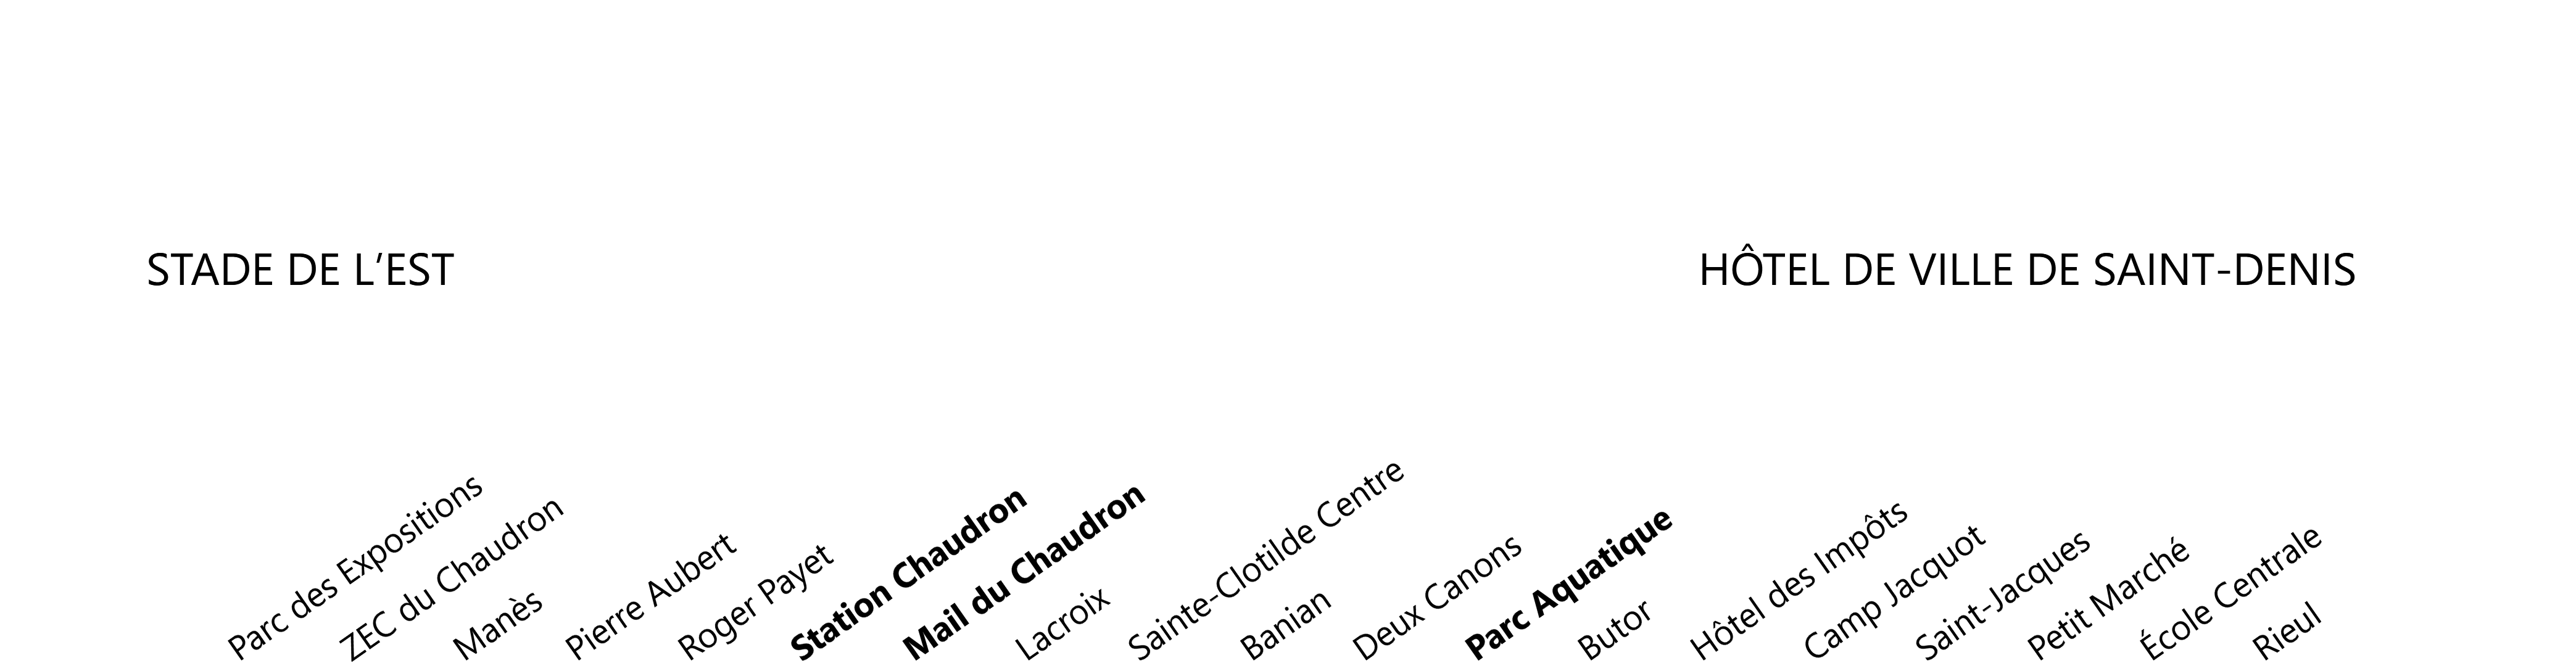 STADE DE L’EST
HÔTEL DE VILLE DE SAINT-DENIS
Parc des Expositions
ZEC du Chaudron
Manès
Pierre Aubert
Roger Payet
Station Chaudron
Mail du Chaudron
Lacroix
Sainte-Clotilde Centre
Banian
Deux Canons
Parc Aquatique
Butor
Hôtel des Impôts
Camp Jacquot
Saint-Jacques
Petit Marché
École Centrale
Rieul